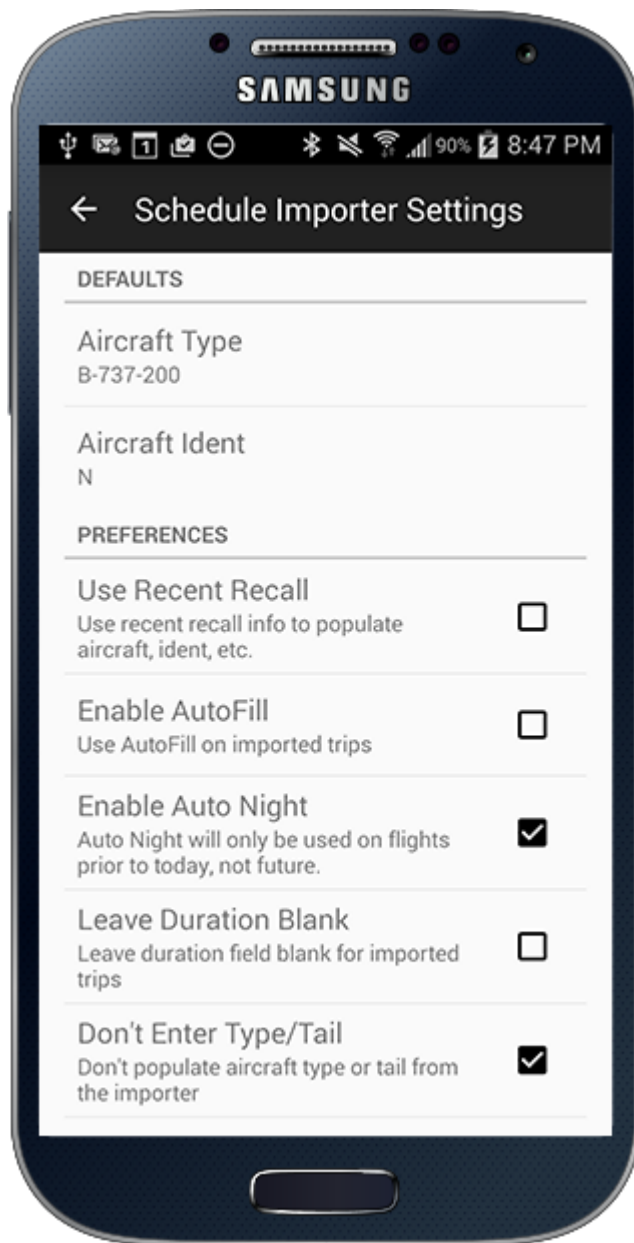 SAMSUNG
1 90% 8:47 PM
Schedule Importer Settings
DEFAULTS
Aircraft Type
B-737-200
Aircraft Ident
N
PREFERENCES
Use Recent Recall
Use recent recall info to populate
aircraft, ident, etc.
Enable AutoFill
Use AutoFill on imported trips
Enable Auto Night
Auto Night will only be used on flights
prior to today, not future.
Leave Duration Blank
Leave duration field blank for imported
trips
Don't Enter Type/Tail
Don't populate aircraft type or tail from
the importer